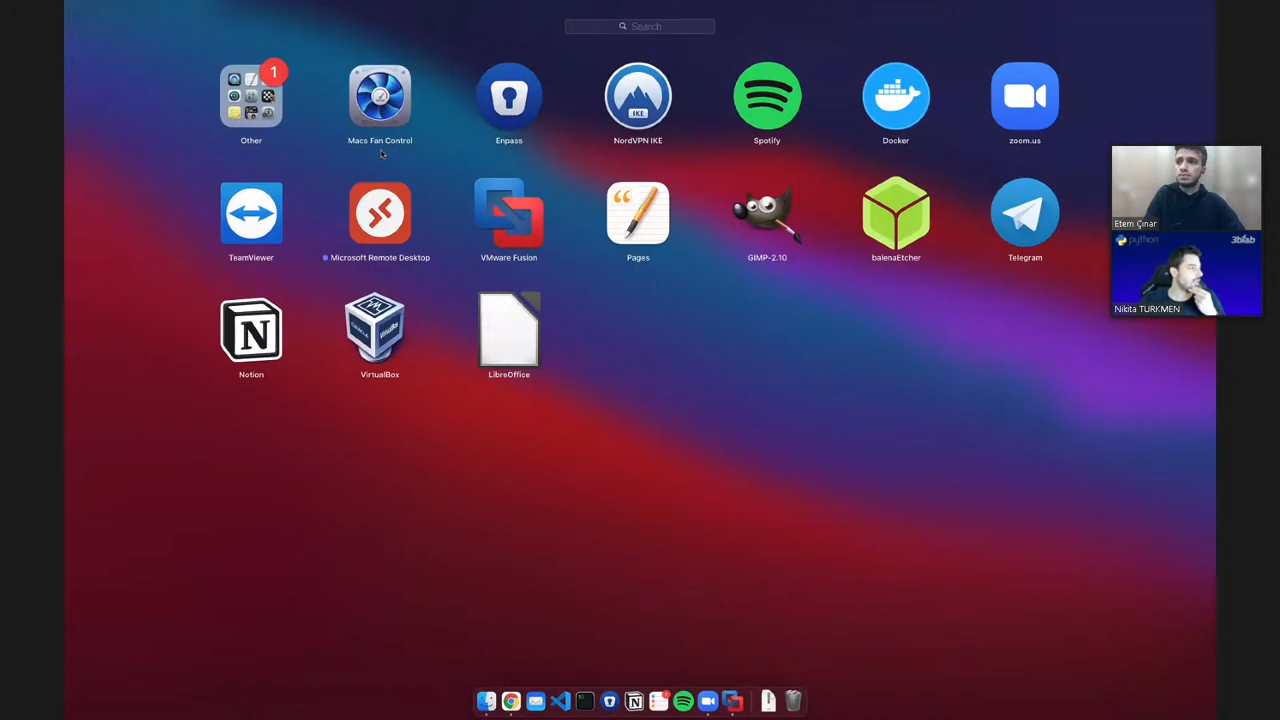 Search
1
Other
Macs Fan Control
Enpass
IKE
NordVPN IKE
Spotify
Docker
zoom.us
TeamViewer
Microsoft Remote Desktop
VMware Fusion
Pages
GIMP-2.10
balenaEtcher
Telegram
Notion
VirtualBox
LibreOffice
Etem Çınar
python
3blab
Nikita TURKMEN